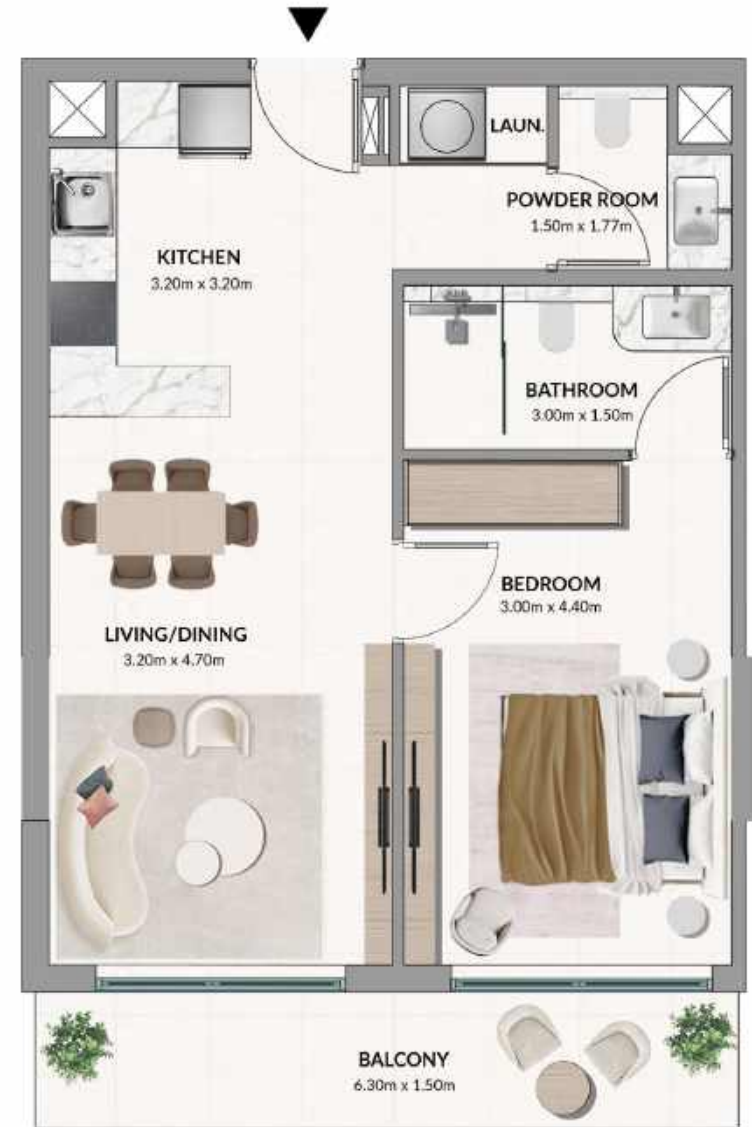 LAUN.
POWDER ROOM
1.50m x 1.77m
KITCHEN
3.20m x 3.20m
BATHROOM
3.00m x 1.50m
BEDROOM
3.00m x 4.40m
LIVING/DINING
3.20m x 4.70m
BALCONY
6.30m x 1.50m